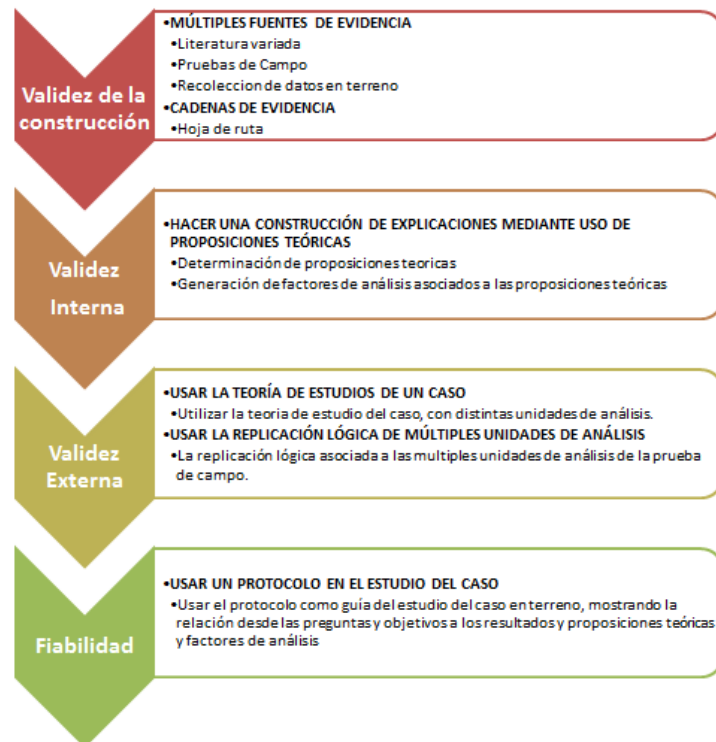 Validez de la
construcción
•MÚLTIPLES FUENTES DE EVIDENCIA
•Literatura variada
•Pruebas de Campo
•Recoleccion de datos en terreno
•CADENAS DE EVIDENCIA
•Hoja de ruta
Validez
Interna
•HACER UNA CONSTRUCCIÓN DE EXPLICACIONES MEDIANTE USO DE
PROPOSICIONES TEÓRICAS
•Determinación de proposiciones teoricas
•Generación de factores de análisis asociados a las proposiciones teóricas
Validez
Externa
•USAR LA TEORÍA DE ESTUDIOS DE UN CASO
•Utilizar la teoria de estudio del caso, con distintas unidades de análisis.
•USAR LA REPLICACIÓN LÓGICA DE MÚLTIPLES UNIDADES DE ANÁLISIS
•La replicación lógica asociada a las multiples unidades de análisis de la prueba
de campo.
Fiabilidad
•USAR UN PROTOCOLO EN EL ESTUDIO DEL CASO
•Usar el protocolo como guía del estudio del caso en terreno, mostrando la
relación desde las preguntas y objetivos a los resultados y proposiciones teóricas
y factores de análisis